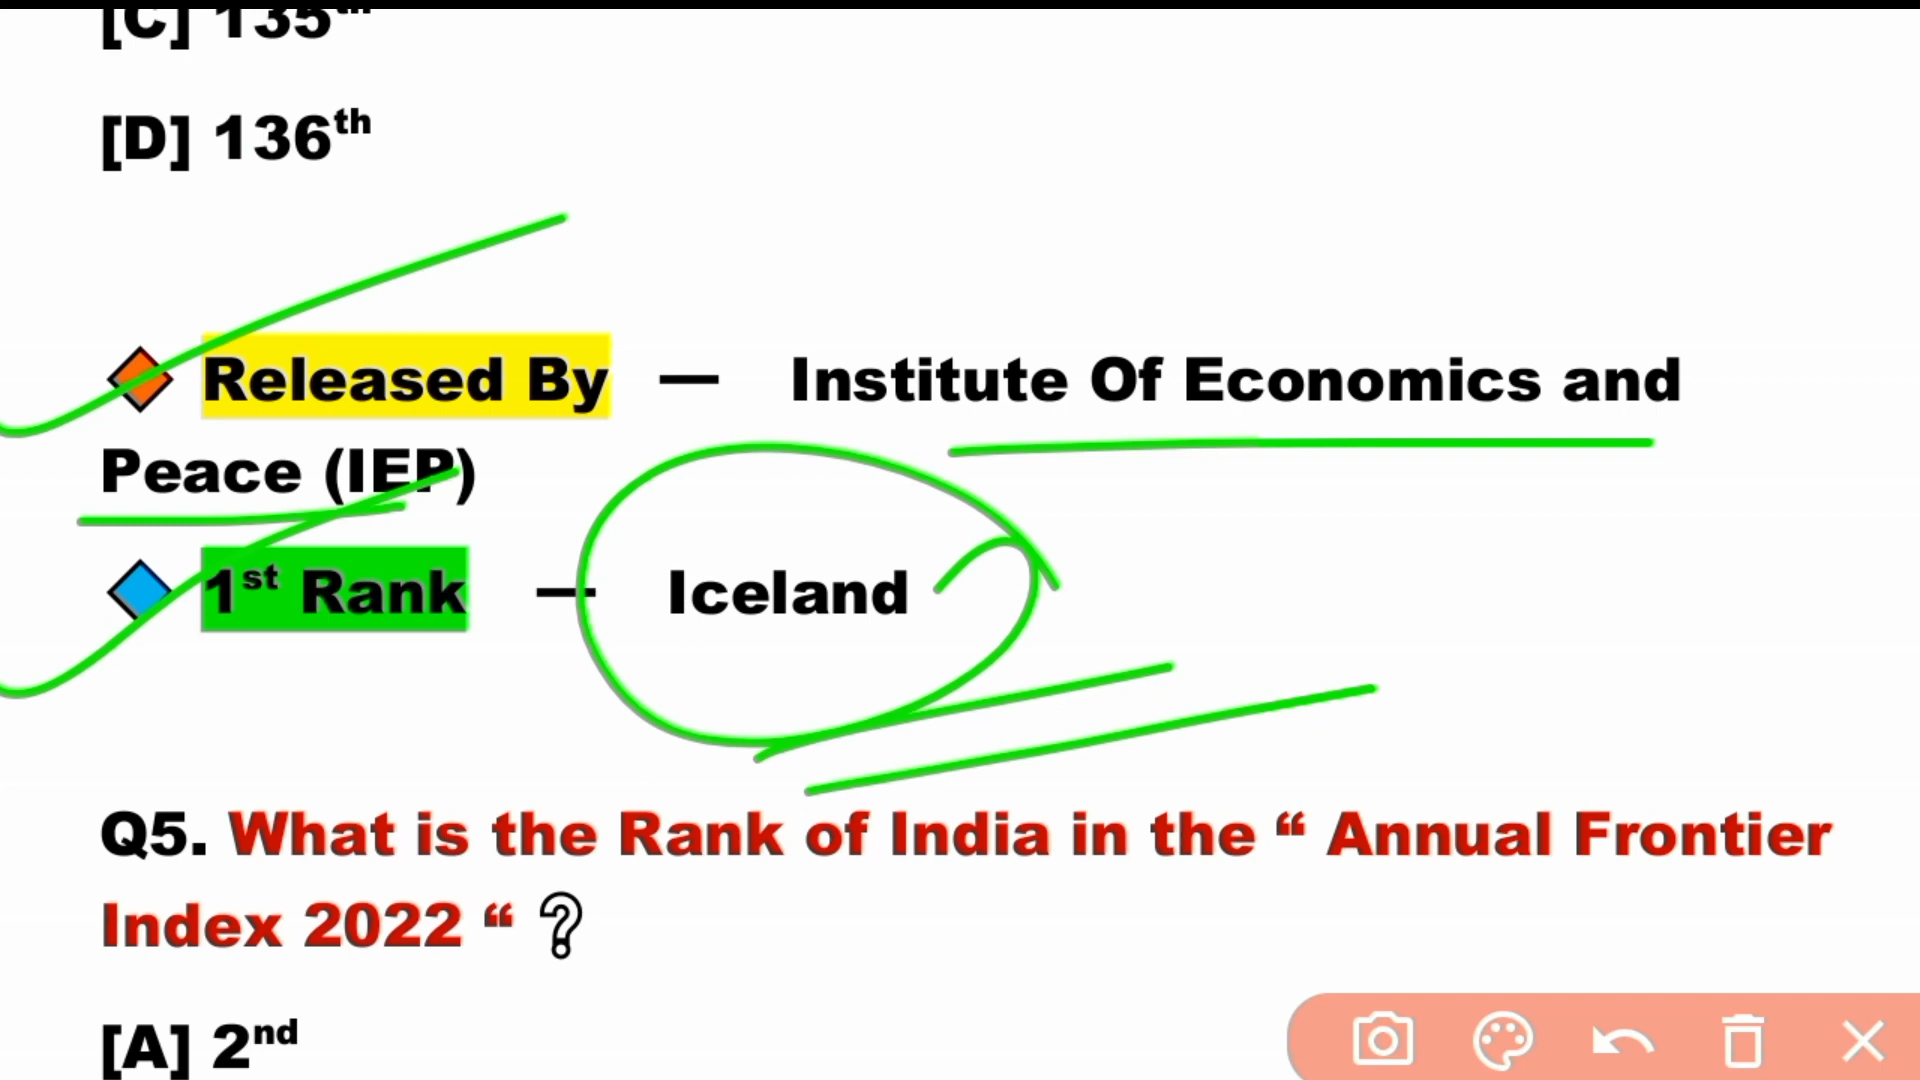 [C] 135th
[D] 136th
Released By — Institute Of Economics and
Peace (IEP)
1st Rank — Iceland
Q5. What is the Rank of India in the “ Annual Frontier
Index 2022 “ ?
[A] 2nd